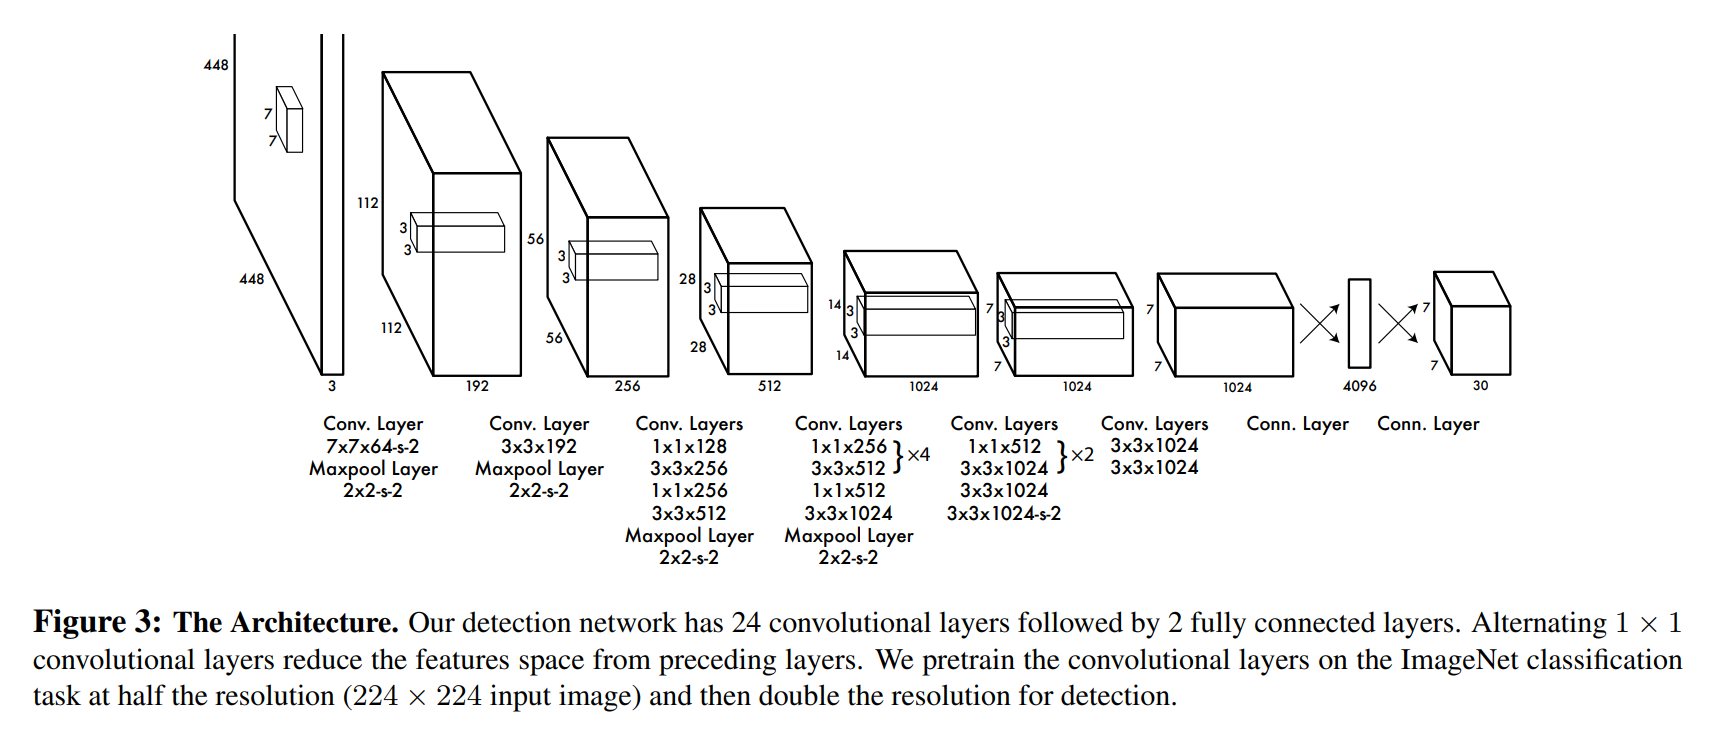 448
7
7
448
3
112
3
3
112
192
56
3
3
56
256
28
3
3
28
512
14
3
3
14
1024
7
3
3
7
1024
7
7
1024
4096
7
7
30
Conv. Layer
7x7x64-s-2
Maxpool Layer
2x2-s-2
Conv. Layer
3x3x192
Maxpool Layer
2x2-s-2
Conv. Layers
1x1x128
3x3x256
1x1x256
3x3x512
Maxpool Layer
2x2-s-2
Conv. Layers
1x1x256
3x3x512
} ×4
1x1x512
3x3x1024
Maxpool Layer
2x2-s-2
Conv. Layers
1x1x512
3x3x1024
} ×2
3x3x1024
3x3x1024-s-2
Conv. Layers
3x3x1024
3x3x1024
Conn. Layer
Conn. Layer
Figure 3: The Architecture. Our detection network has 24 convolutional layers followed by 2 fully connected layers. Alternating 1 × 1
convolutional layers reduce the features space from preceding layers. We pretrain the convolutional layers on the ImageNet classification
task at half the resolution (224 × 224 input image) and then double the resolution for detection.